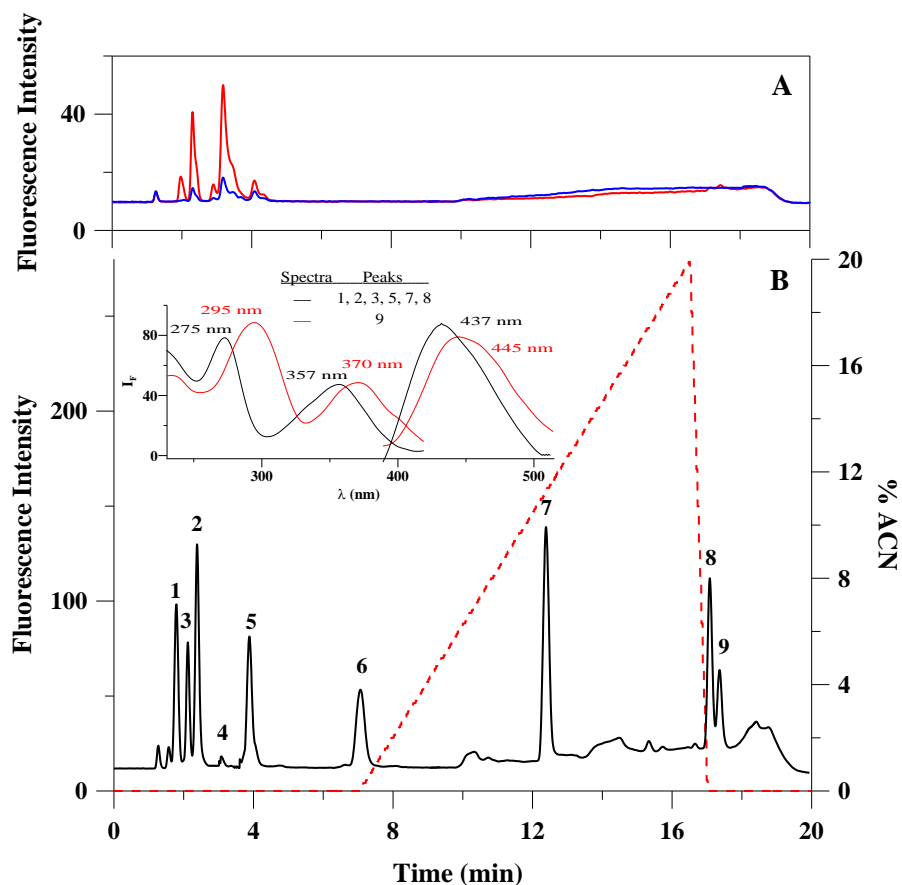 Fluorescence Intensity
40
0
A
B
Fluorescence Intensity
200
100
0
20
16
12
8
4
0
% ACN
0 4 8 12 16 20
Time (min)
Spectra Peaks
— 1, 2, 3, 5, 7, 8
— 9
295 nm
275 nm
357 nm
370 nm
437 nm
445 nm
80
40
0
I_F
300 400 500
λ (nm)
1
2
3
4
5
6
7
8
9